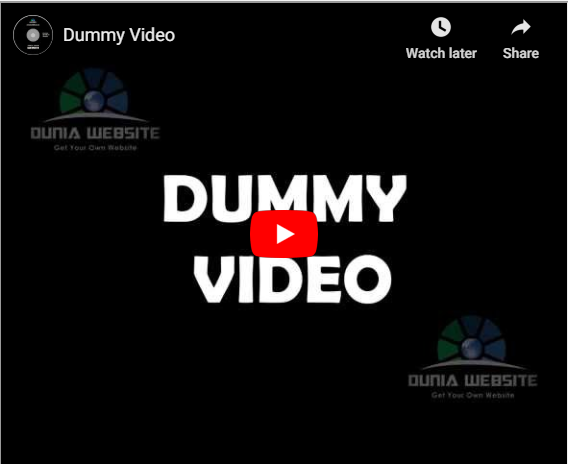 Dummy Video
Watch later
Share
DUNIA WEBSITE
Get Your Own Website
DUMMY
VIDEO
DUNIA WEBSITE
Get Your Own Website